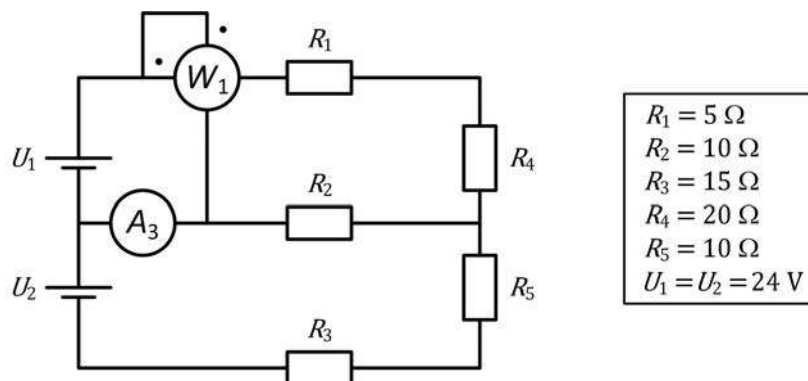 R₁
W₁
U₁
R₄
A₃
R₂
U₂
R₅
R₃
R₁ = 5 Ω
R₂ = 10 Ω
R₃ = 15 Ω
R₄ = 20 Ω
R₅ = 10 Ω
U₁ = U₂ = 24 V